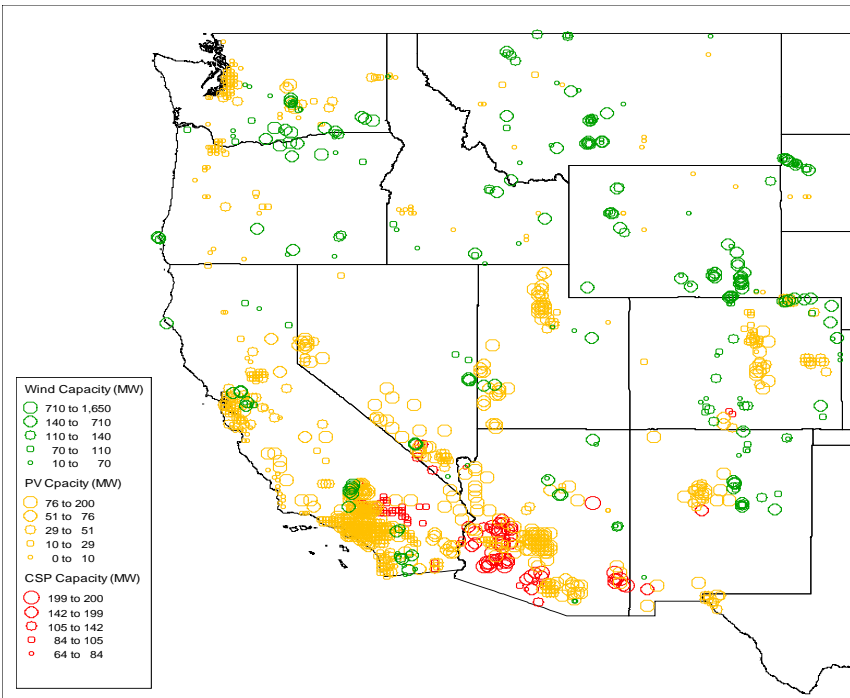 Wind Capacity (MW)
710 to 1,650
140 to 710
110 to 140
70 to 110
10 to 70
PV Cpacity (MW)
76 to 200
51 to 76
29 to 51
10 to 29
0 to 10
CSP Capacity (MW)
199 to 200
142 to 199
105 to 142
84 to 105
64 to 84